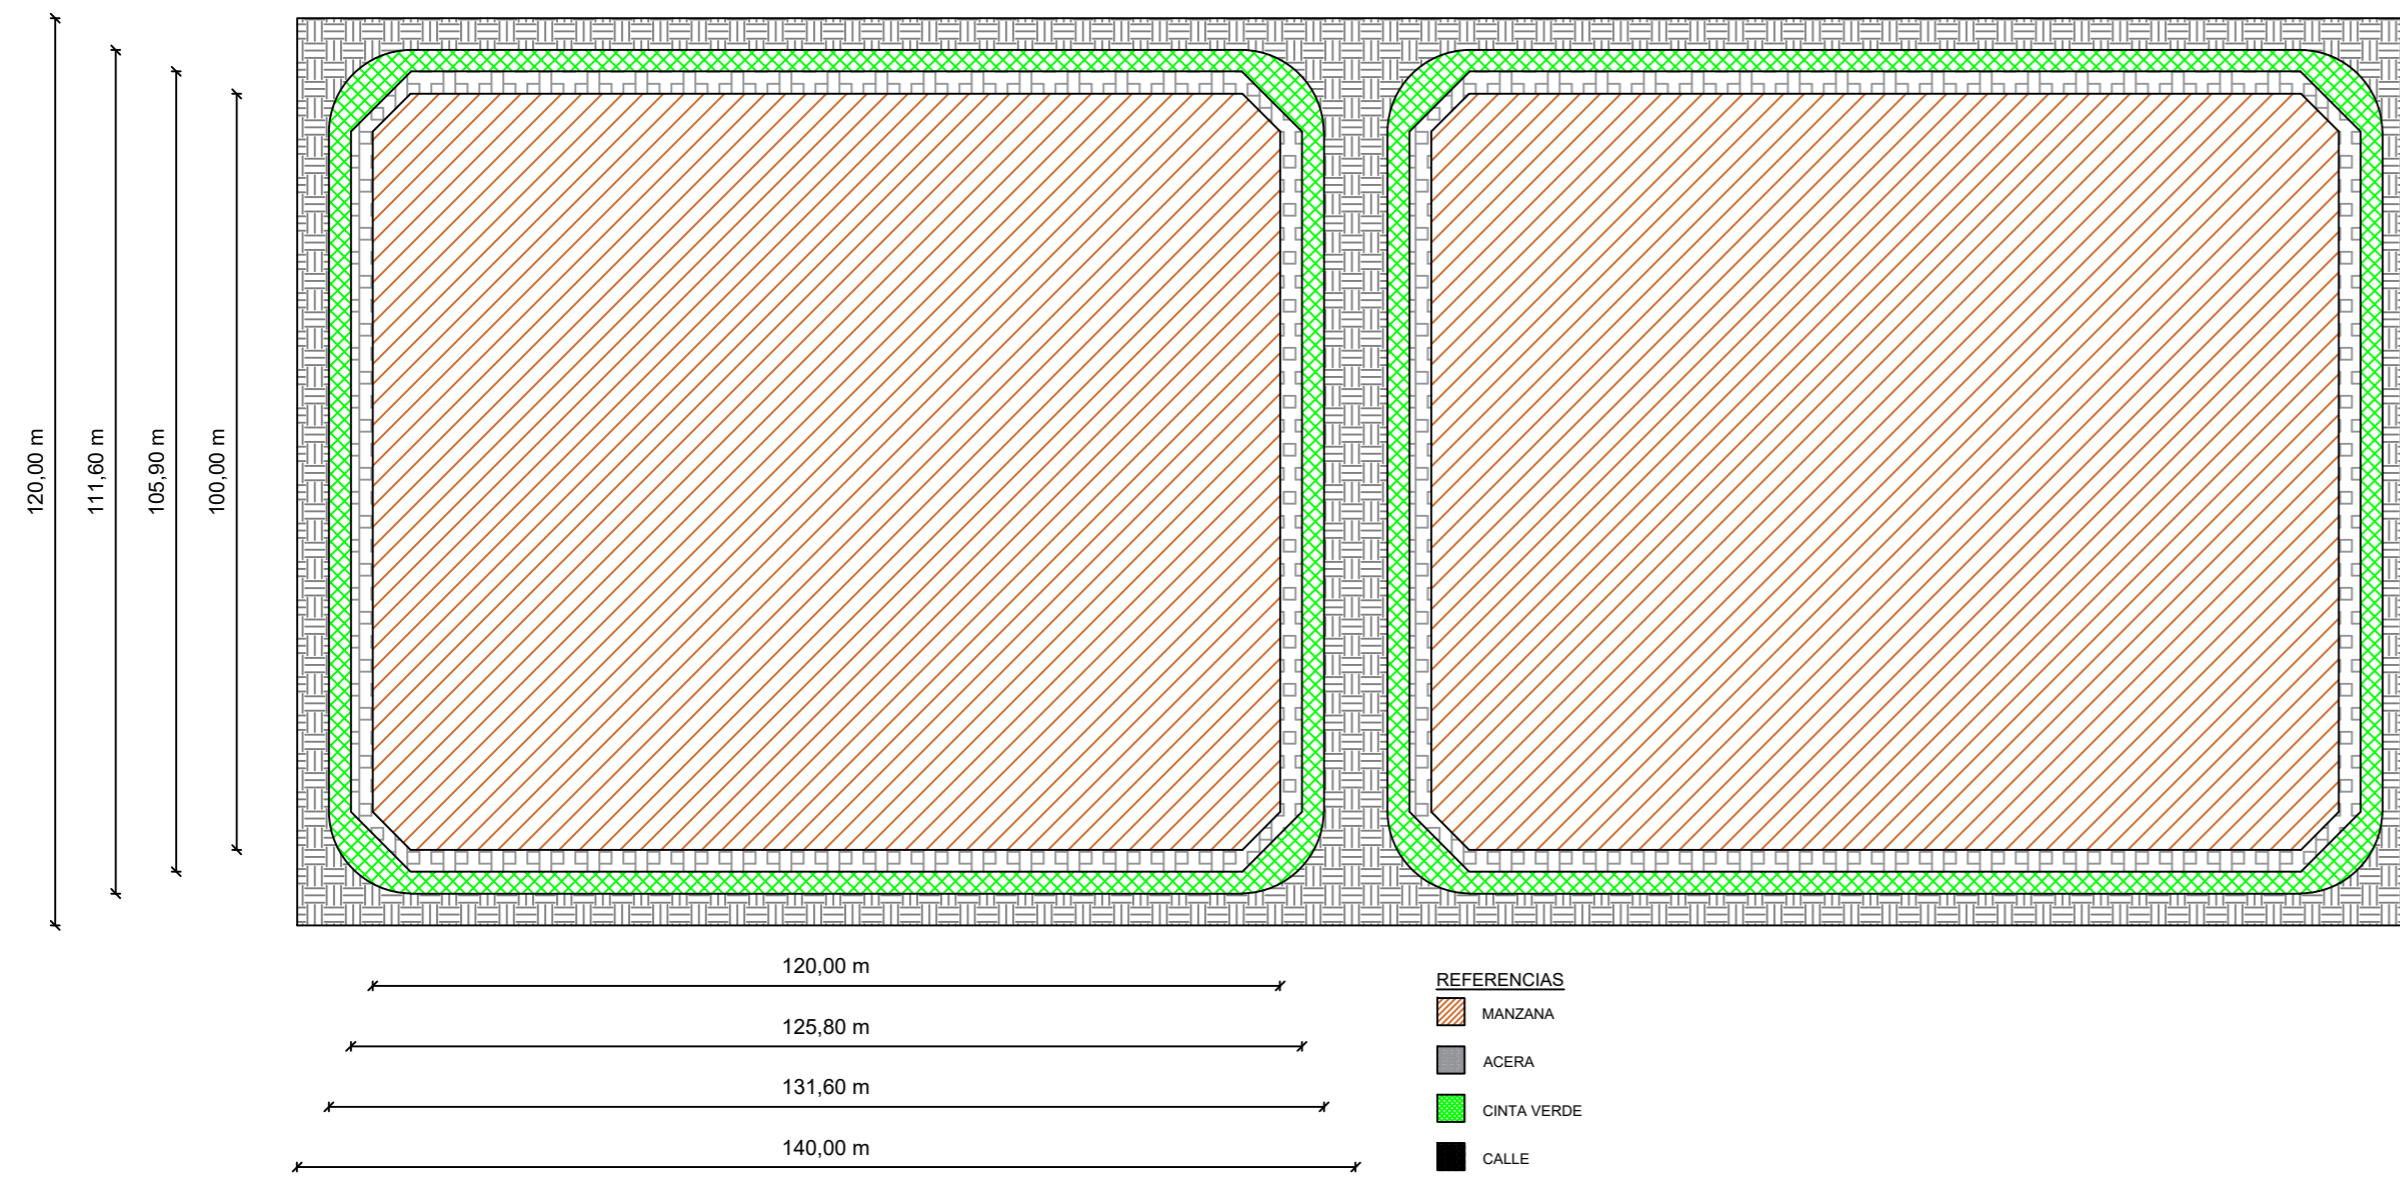 120,00 m
111,60 m
105,90 m
100,00 m
120,00 m
125,80 m
131,60 m
140,00 m
REFERENCIAS
MANZANA
ACERA
CINTA VERDE
CALLE